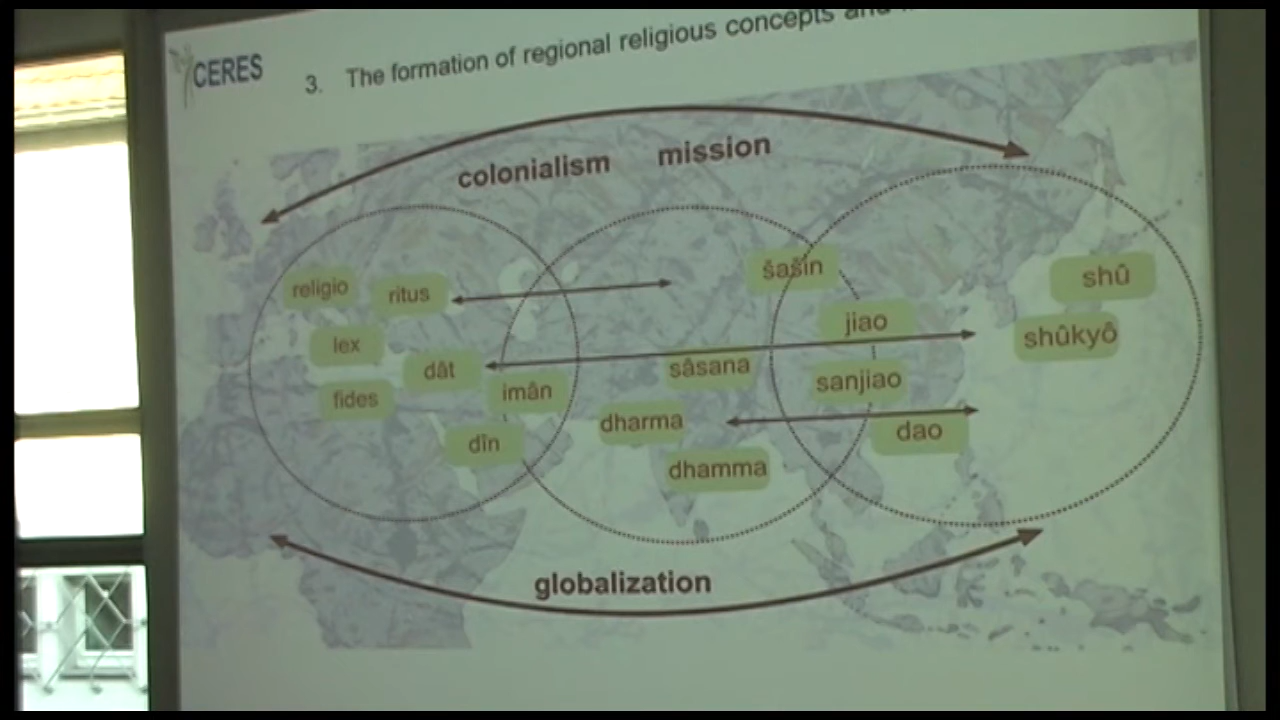 CERES
3. The formation of regional religious concepts and
colonialism mission
religio
ritus
lex
dât
fides
imân
dîn
šašin
sâsana
dharma
dhamma
jiao
sanjiao
dao
shû
shûkyô
globalization